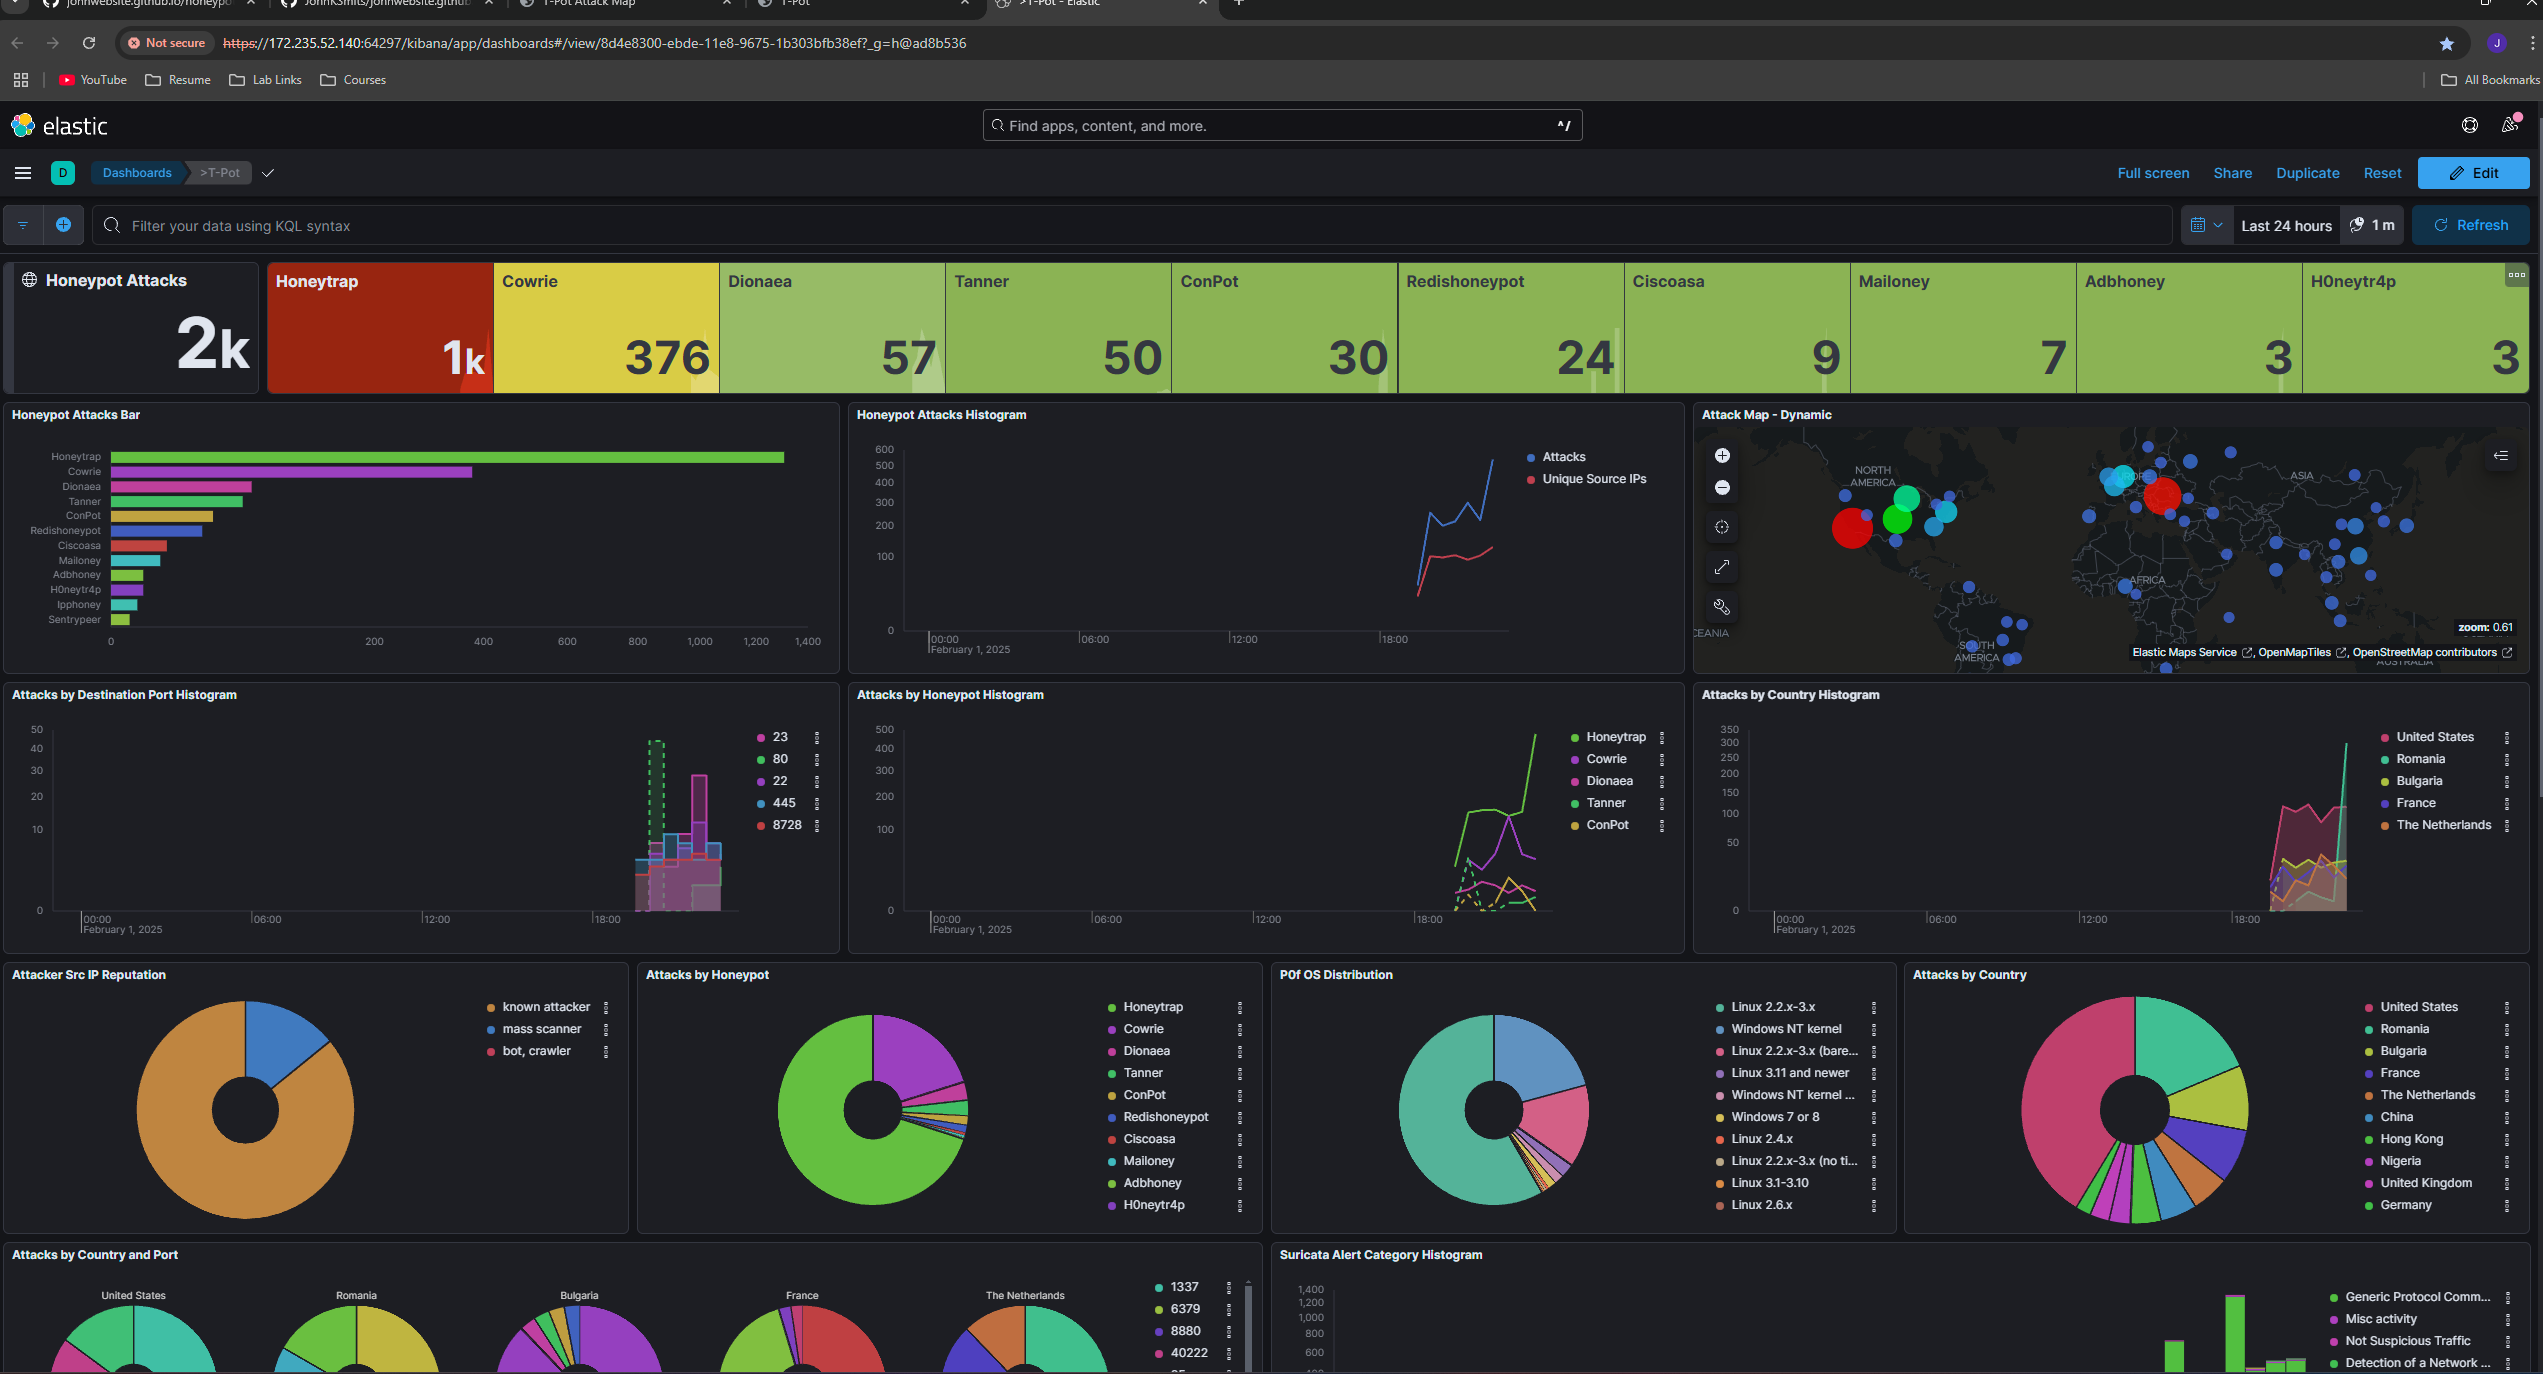 johnwebsite.github.io/honeypo
JohnKSmits/johnwebsite.github
T-Pot Attack Map
T-Pot
>T-Pot - Elastic
Not secure
https://172.235.52.140:64297/kibana/app/dashboards#/view/8d4e8300-ebde-11e8-9675-1b303bfb38ef?_g=h@ad8b536
J
YouTube
Resume
Lab Links
Courses
All Bookmarks
elastic
Find apps, content, and more.
^/
D
Dashboards
>T-Pot
Full screen
Share
Duplicate
Reset
Edit
Filter your data using KQL syntax
Last 24 hours
1 m
Refresh
Honeypot Attacks
2k
Honeytrap
1k
Cowrie
376
Dionaea
57
Tanner
50
ConPot
30
Redishoneypot
24
Ciscoasa
9
Mailoney
7
Adbhoney
3
H0neytr4p
3
Honeypot Attacks Bar
Honeytrap
Cowrie
Dionaea
Tanner
ConPot
Redishoneypot
Ciscoasa
Mailoney
Adbhoney
H0neytr4p
Ipphoney
Sentrypeer
0 200 400 600 800 1,000 1,200 1,400
Honeypot Attacks Histogram
600
500
400
300
200
100
0
00:00 06:00 12:00 18:00
February 1, 2025
Attacks
Unique Source IPs
Attack Map - Dynamic
NORTH
AMERICA
ASIA
AFRICA
CEANIA
SOUTH
AMERICA
zoom: 0.61
Elastic Maps Service , OpenMapTiles , OpenStreetMap contributors
AUSTRALIA
Attacks by Destination Port Histogram
50
40
30
20
10
0
00:00 06:00 12:00 18:00
February 1, 2025
23
80
22
445
8728
Attacks by Honeypot Histogram
500
400
300
200
100
0
00:00 06:00 12:00 18:00
February 1, 2025
Honeytrap
Cowrie
Dionaea
Tanner
ConPot
Attacks by Country Histogram
350
300
250
200
150
100
50
0
00:00 06:00 12:00 18:00
February 1, 2025
United States
Romania
Bulgaria
France
The Netherlands
Attacker Src IP Reputation
known attacker
mass scanner
bot, crawler
Attacks by Honeypot
Honeytrap
Cowrie
Dionaea
Tanner
ConPot
Redishoneypot
Ciscoasa
Mailoney
Adbhoney
H0neytr4p
P0f OS Distribution
Linux 2.2.x-3.x
Windows NT kernel
Linux 2.2.x-3.x (bare...
Linux 3.11 and newer
Windows NT kernel ...
Windows 7 or 8
Linux 2.4.x
Linux 2.2.x-3.x (no ti...
Linux 3.1-3.10
Linux 2.6.x
Attacks by Country
United States
Romania
Bulgaria
France
The Netherlands
China
Hong Kong
Nigeria
United Kingdom
Germany
Attacks by Country and Port
United States
Romania
Bulgaria
France
The Netherlands
1337
6379
8880
40222
Suricata Alert Category Histogram
1,400
1,200
1,000
800
600
Generic Protocol Comm...
Misc activity
Not Suspicious Traffic
Detection of a Network ...